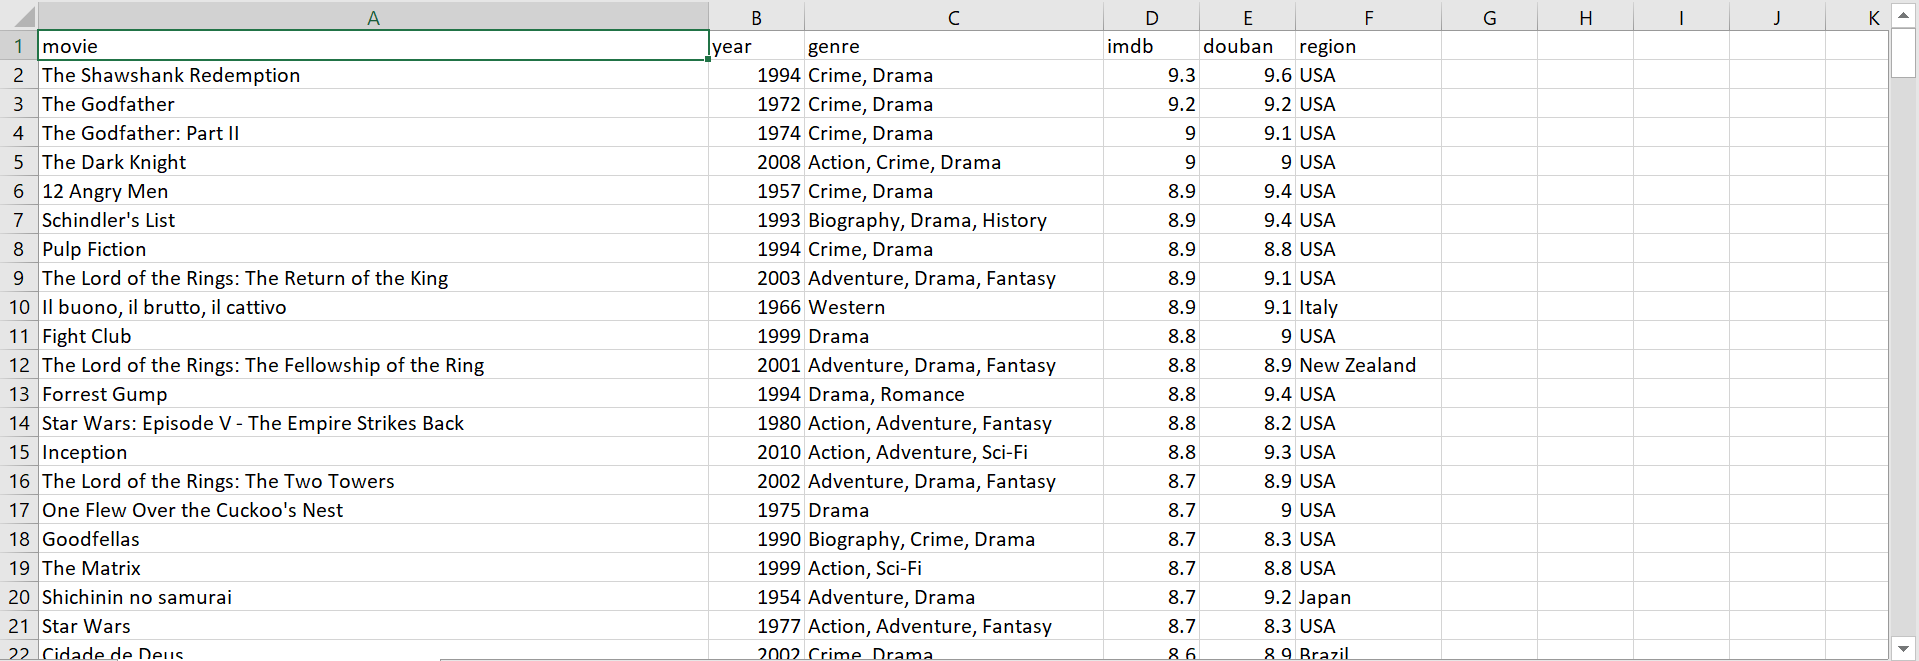 A B C D E F G H I J K
1 movie year genre imdb douban region
2 The Shawshank Redemption 1994 Crime, Drama 9.3 9.6 USA
3 The Godfather 1972 Crime, Drama 9.2 9.2 USA
4 The Godfather: Part II 1974 Crime, Drama 9 9.1 USA
5 The Dark Knight 2008 Action, Crime, Drama 9 9 USA
6 12 Angry Men 1957 Crime, Drama 8.9 9.4 USA
7 Schindler's List 1993 Biography, Drama, History 8.9 9.4 USA
8 Pulp Fiction 1994 Crime, Drama 8.9 8.8 USA
9 The Lord of the Rings: The Return of the King 2003 Adventure, Drama, Fantasy 8.9 9.1 USA
10 Il buono, il brutto, il cattivo 1966 Western 8.9 9.1 Italy
11 Fight Club 1999 Drama 8.8 9 USA
12 The Lord of the Rings: The Fellowship of the Ring 2001 Adventure, Drama, Fantasy 8.8 8.9 New Zealand
13 Forrest Gump 1994 Drama, Romance 8.8 9.4 USA
14 Star Wars: Episode V - The Empire Strikes Back 1980 Action, Adventure, Fantasy 8.8 8.2 USA
15 Inception 2010 Action, Adventure, Sci-Fi 8.8 9.3 USA
16 The Lord of the Rings: The Two Towers 2002 Adventure, Drama, Fantasy 8.7 8.9 USA
17 One Flew Over the Cuckoo's Nest 1975 Drama 8.7 9 USA
18 Goodfellas 1990 Biography, Crime, Drama 8.7 8.3 USA
19 The Matrix 1999 Action, Sci-Fi 8.7 8.8 USA
20 Shichinin no samurai 1954 Adventure, Drama 8.7 9.2 Japan
21 Star Wars 1977 Action, Adventure, Fantasy 8.7 8.3 USA
22 Cidade de Deus 2002 Crime, Drama 8.6 8.9 Brazil